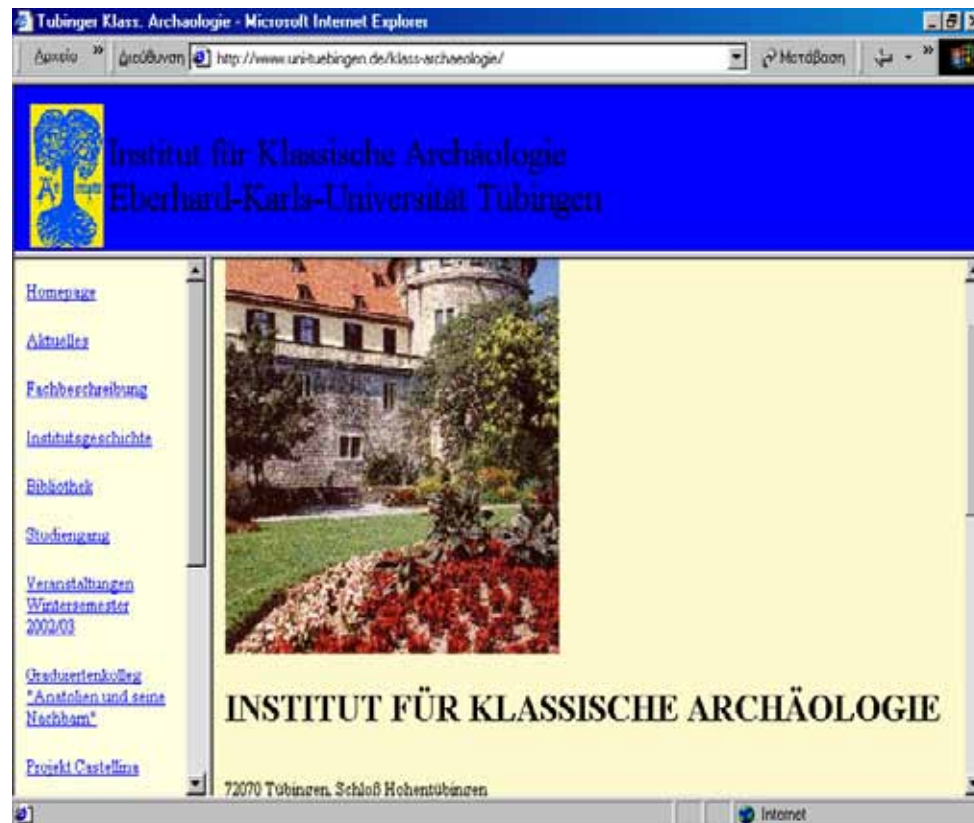 Tubinger Klass. Archaologie - Microsoft Internet Explorer
Αρχείο » Διεύθυνση http://www.uni-tuebingen.de/klass-archaeologie/ Μετάβαση »
Institut für Klassische Archäologie
Eberhard-Karls-Universität Tübingen
Homepage
Aktuelles
Fachbeschreibung
Institutsgeschichte
Bibliothek
Studiengang
Veranstaltungen
Wintersemester
2002/03
Graduiertenkolleg
"Anatolien und seine
Nachbarn"
Projekt Castellina
INSTITUT FÜR KLASSISCHE ARCHÄOLOGIE
72070 Tübingen, Schloß Hohentübingen
Internet